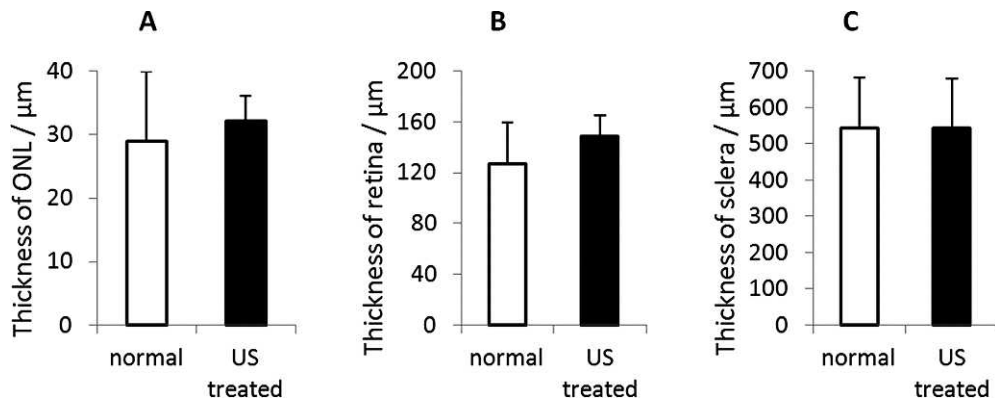 A
Thickness of ONL / µm
40
30
20
10
0
normal
US
treated
B
Thickness of retina / µm
200
160
120
80
40
0
normal
US
treated
C
Thickness of sclera / µm
700
600
500
400
300
200
100
0
normal
US
treated